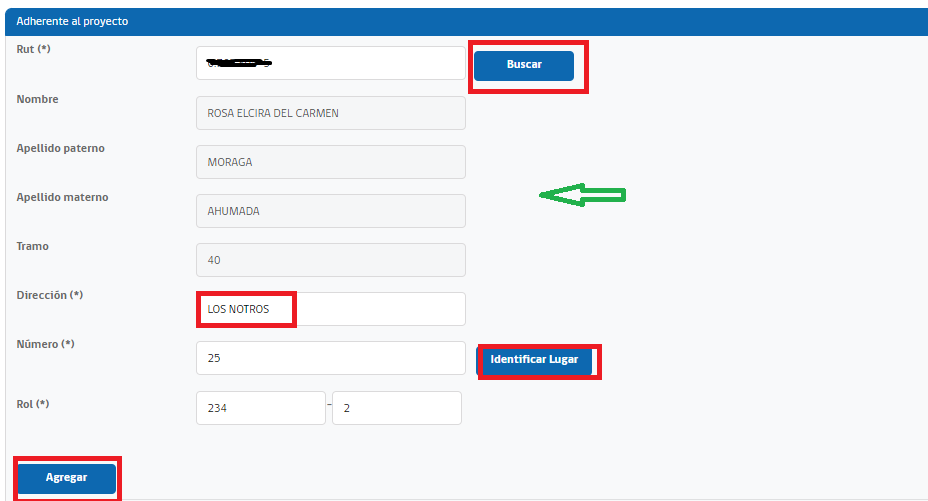 Adherente al proyecto
Rut (*)
Buscar
Nombre
ROSA ELCIRA DEL CARMEN
Apellido paterno
MORAGA
Apellido materno
AHUMADA
Tramo
40
Dirección (*)
LOS NOTROS
Número (*)
25
Identificar Lugar
Rol (*)
234 - 2
Agregar